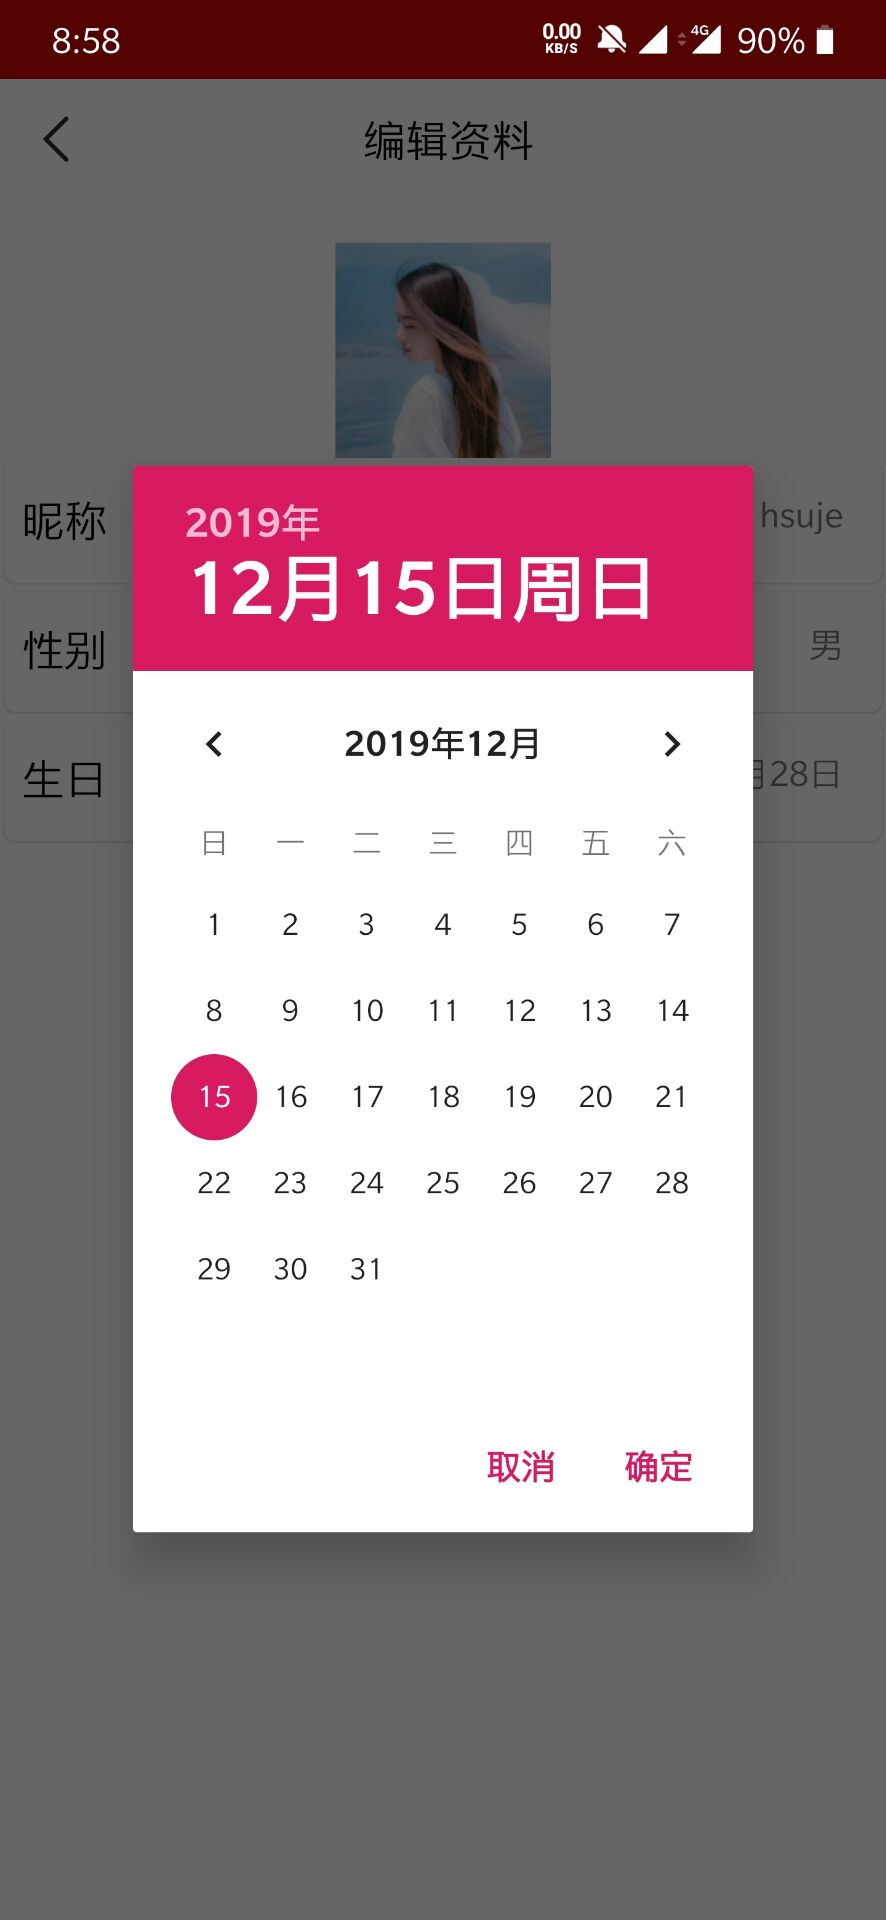 8:58 0.00 KB/S 4G 90%
编辑资料
昵称 hsuje
性别 男
生日 月28日
2019年
12月15日周日
2019年12月
日 一 二 三 四 五 六
1 2 3 4 5 6 7
8 9 10 11 12 13 14
15 16 17 18 19 20 21
22 23 24 25 26 27 28
29 30 31
取消 确定